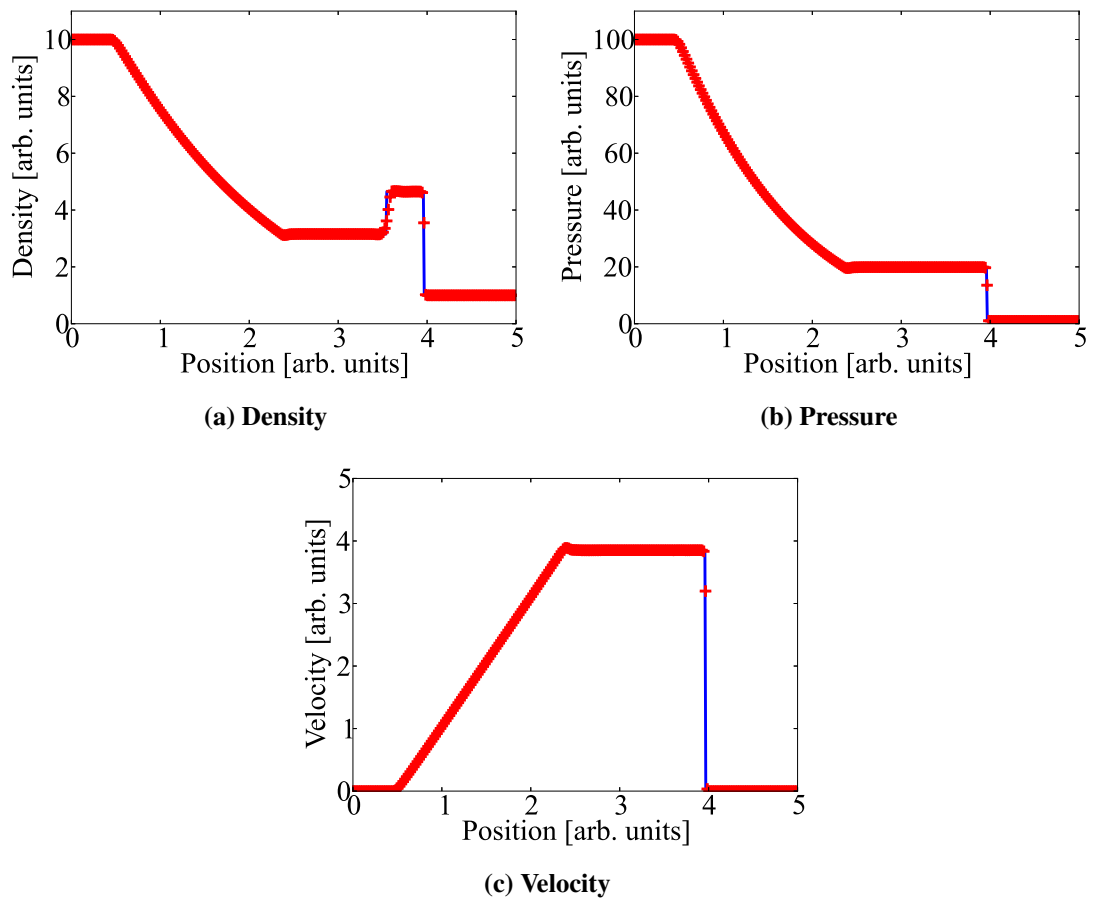 10
8
6
4
2
0
Density [arb. units]
0 1 2 3 4 5
Position [arb. units]
(a) Density
100
80
60
40
20
0
Pressure [arb. units]
0 1 2 3 4 5
Position [arb. units]
(b) Pressure
5
4
3
2
1
0
Velocity [arb. units]
0 1 2 3 4 5
Position [arb. units]
(c) Velocity